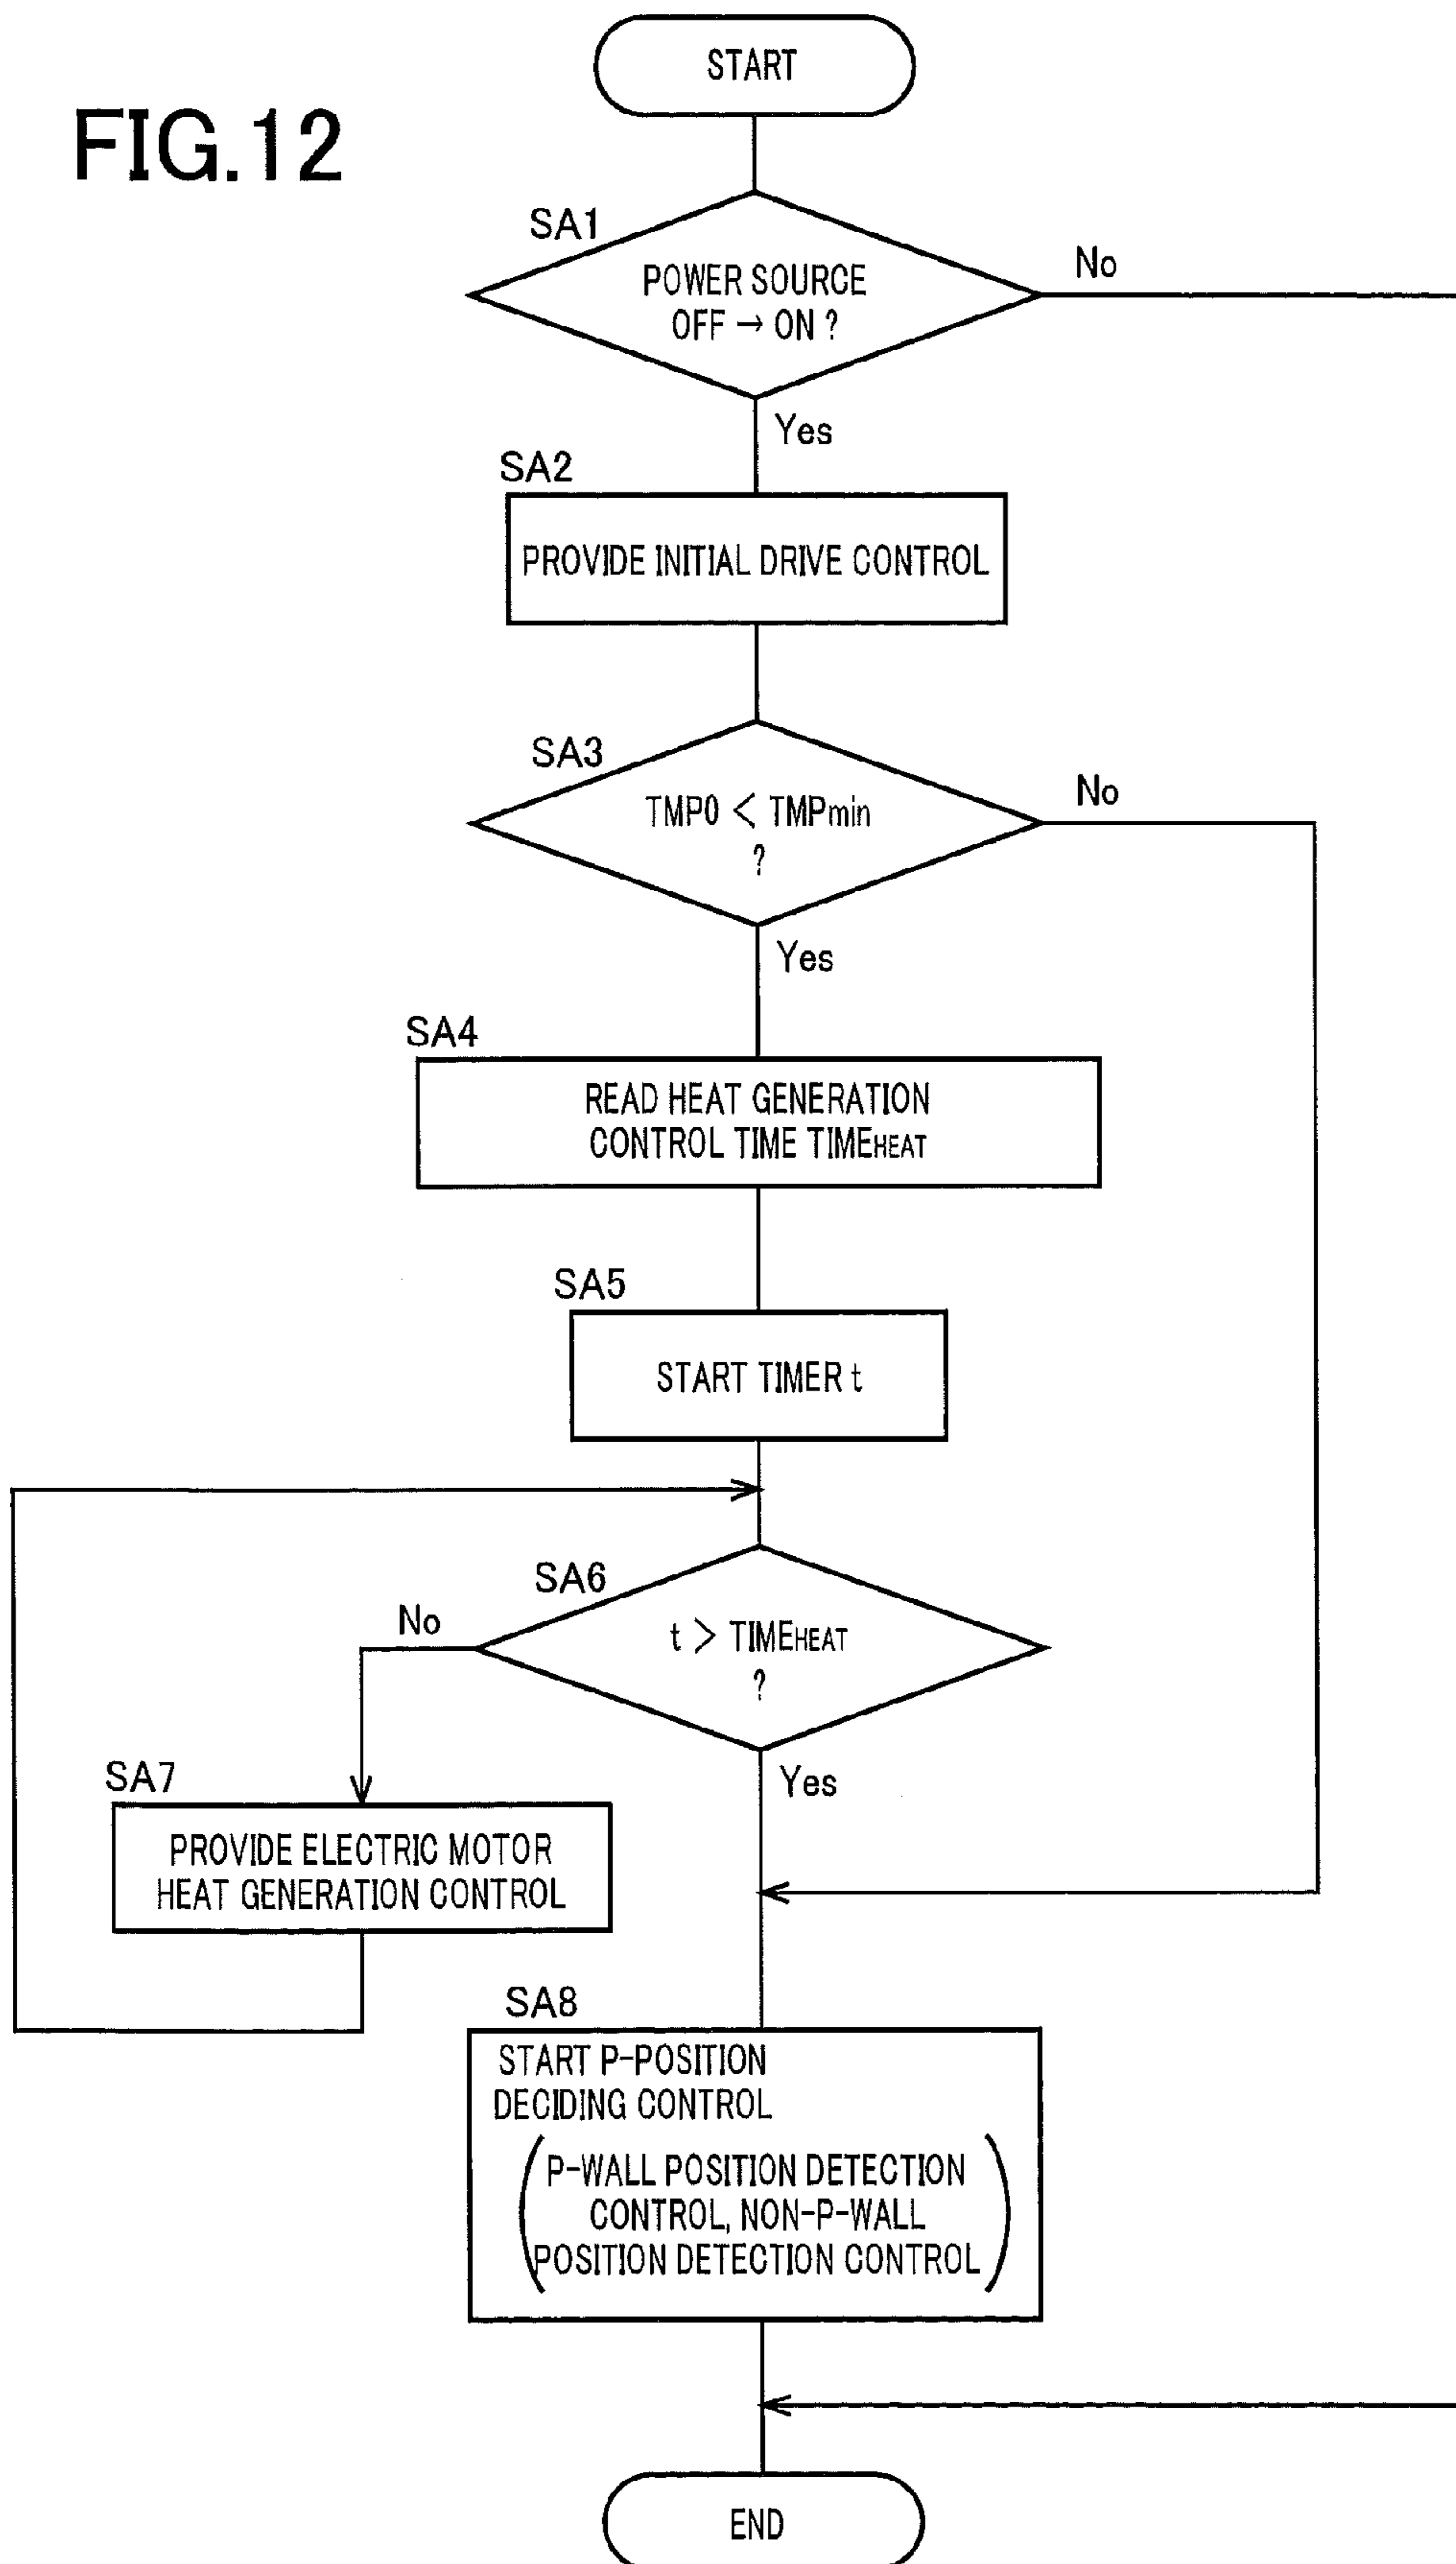 START
FIG.12
SA1
POWER SOURCE
OFF → ON ?
No
Yes
SA2
PROVIDE INITIAL DRIVE CONTROL
SA3
TMP0 < TMPmin
?
No
Yes
SA4
READ HEAT GENERATION
CONTROL TIME TIMEHEAT
SA5
START TIMER t
SA6
t > TIMEHEAT
?
No
Yes
SA7
PROVIDE ELECTRIC MOTOR
HEAT GENERATION CONTROL
SA8
START P-POSITION
DECIDING CONTROL
(P-WALL POSITION DETECTION
CONTROL, NON-P-WALL
POSITION DETECTION CONTROL)
END